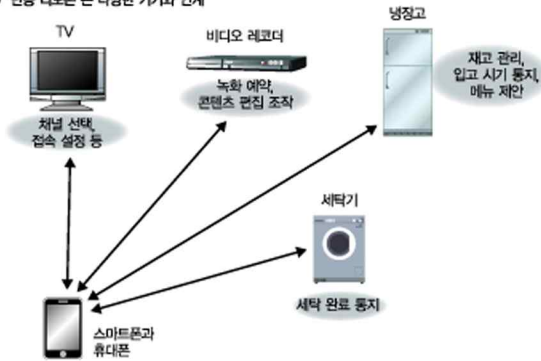 TV
채널 선택,
접속 설정 등
비디오 레코더
녹화 예약,
콘텐츠 편집 조작
냉장고
재고 관리,
입고 시기 통지,
메뉴 제안
세탁기
세탁 완료 통지
스마트폰과
휴대폰